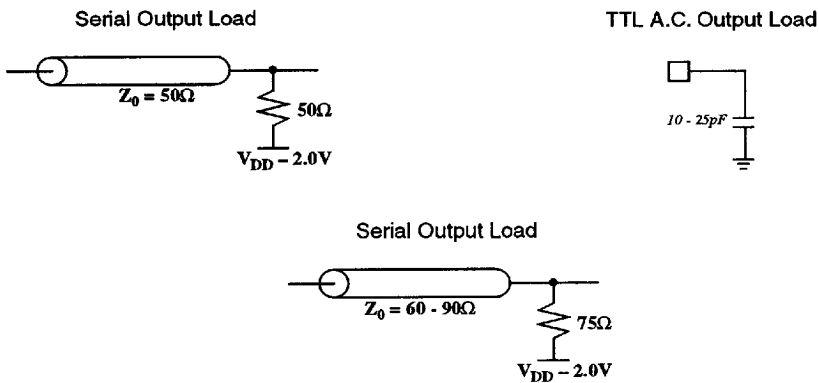 Serial Output Load
Z0 = 50Ω
50Ω
VDD – 2.0V
TTL A.C. Output Load
10 - 25pF
Serial Output Load
Z0 = 60 - 90Ω
75Ω
VDD – 2.0V